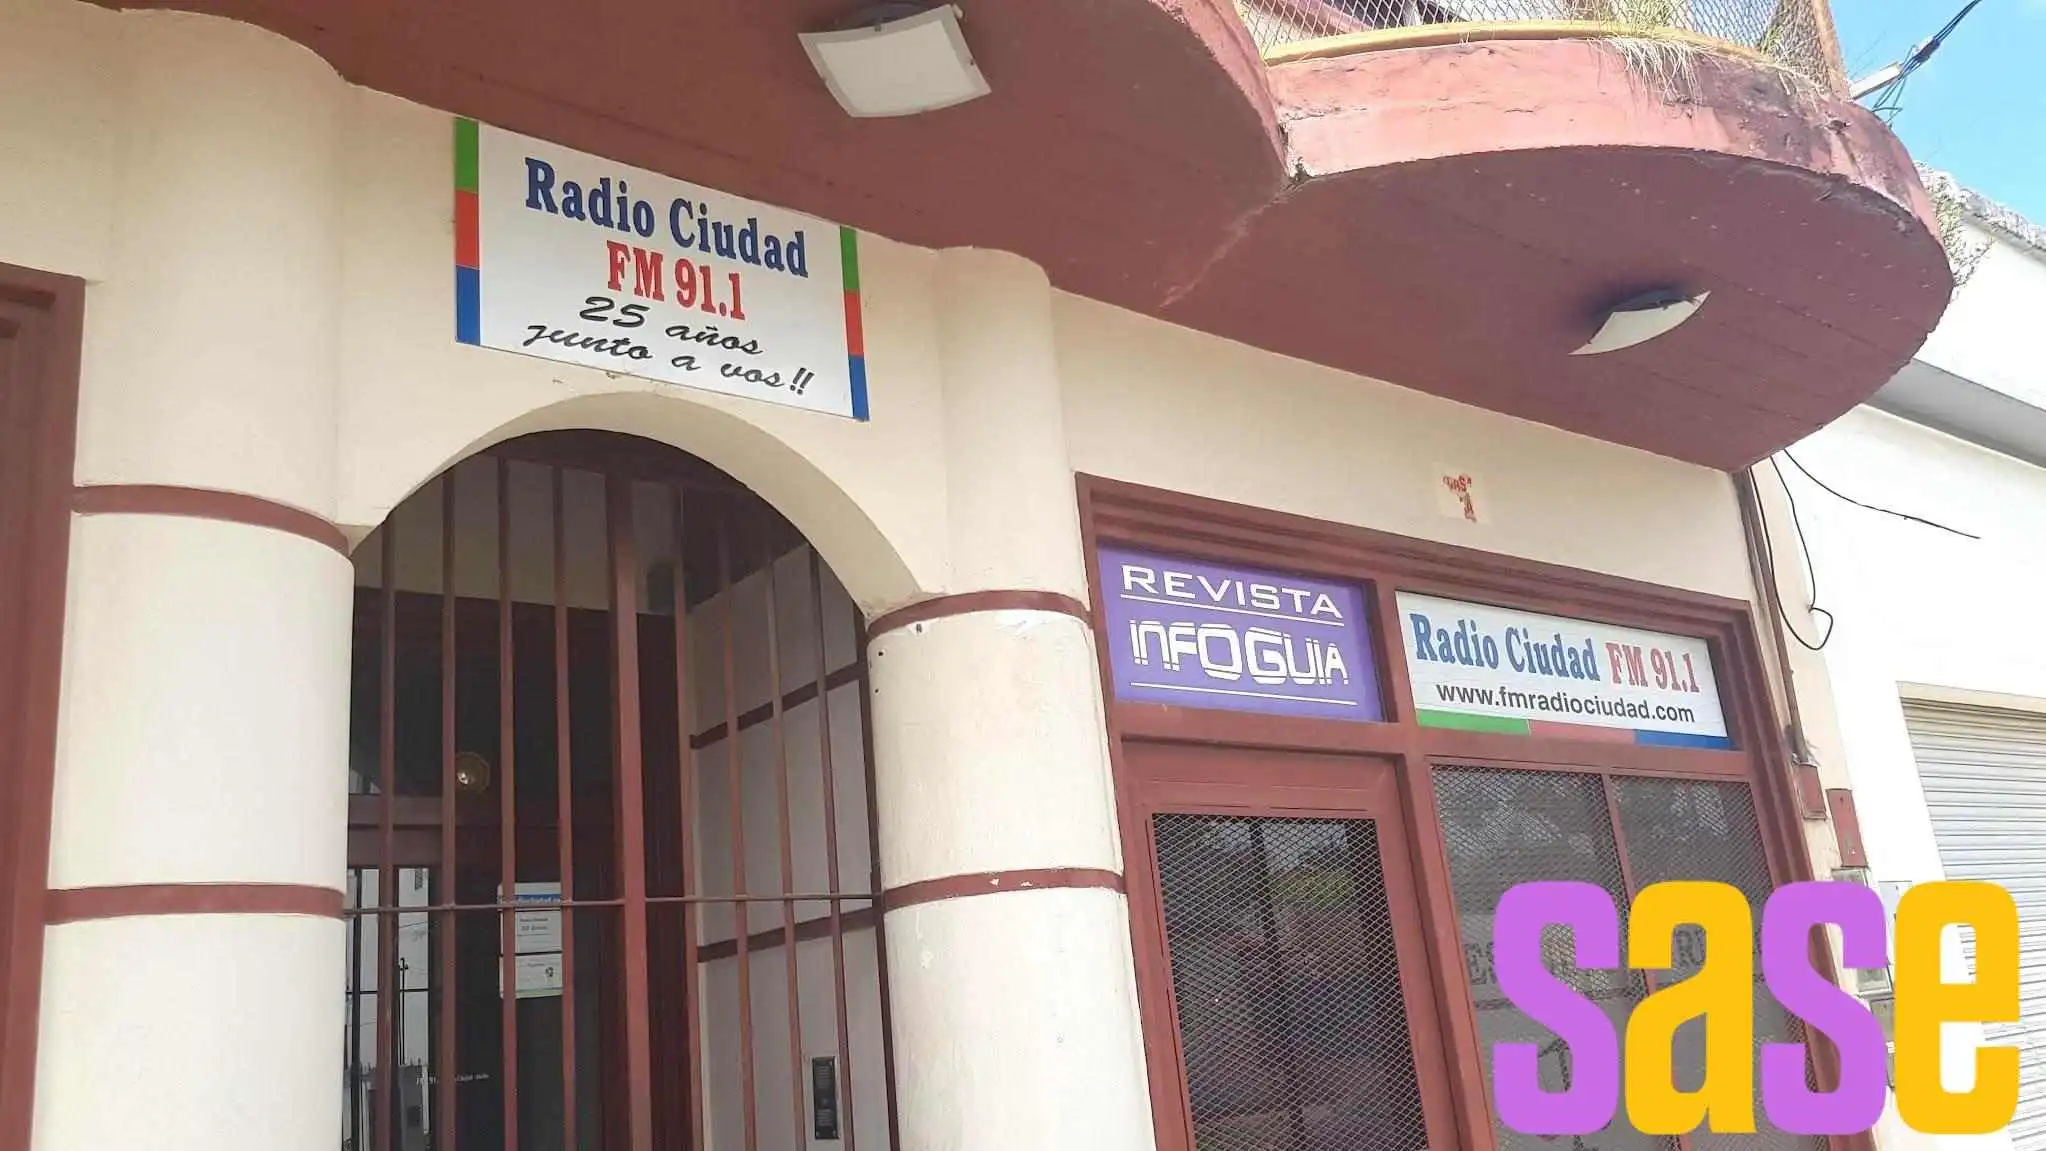 Radio Ciudad
FM 91.1
25 años
junto a vos!!
REVISTA
INFOGUIA
Radio Ciudad FM 91.1
www.fmradiociudad.com
sase